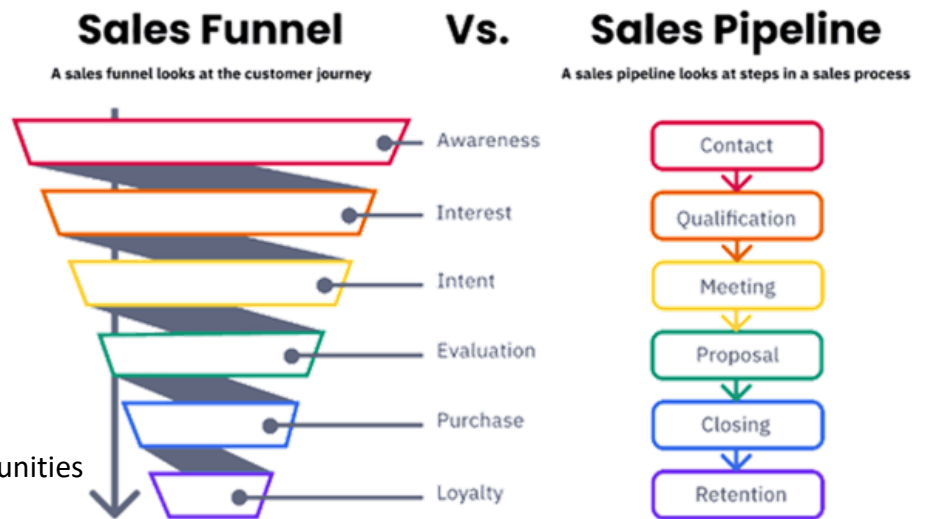 Sales Funnel Vs. Sales Pipeline
A sales funnel looks at the customer journey
A sales pipeline looks at steps in a sales process
Awareness
Interest
Intent
Evaluation
Purchase
Loyalty
unities
Contact
Qualification
Meeting
Proposal
Closing
Retention